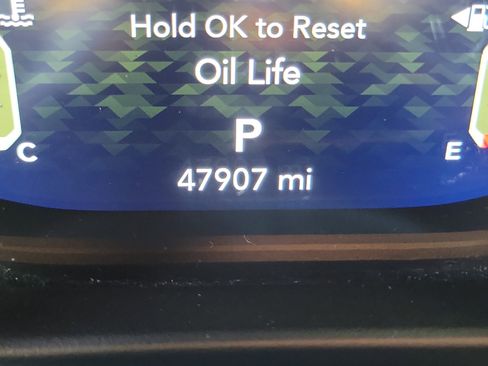 Hold OK to Reset
Oil Life
P
C
E
47907 mi